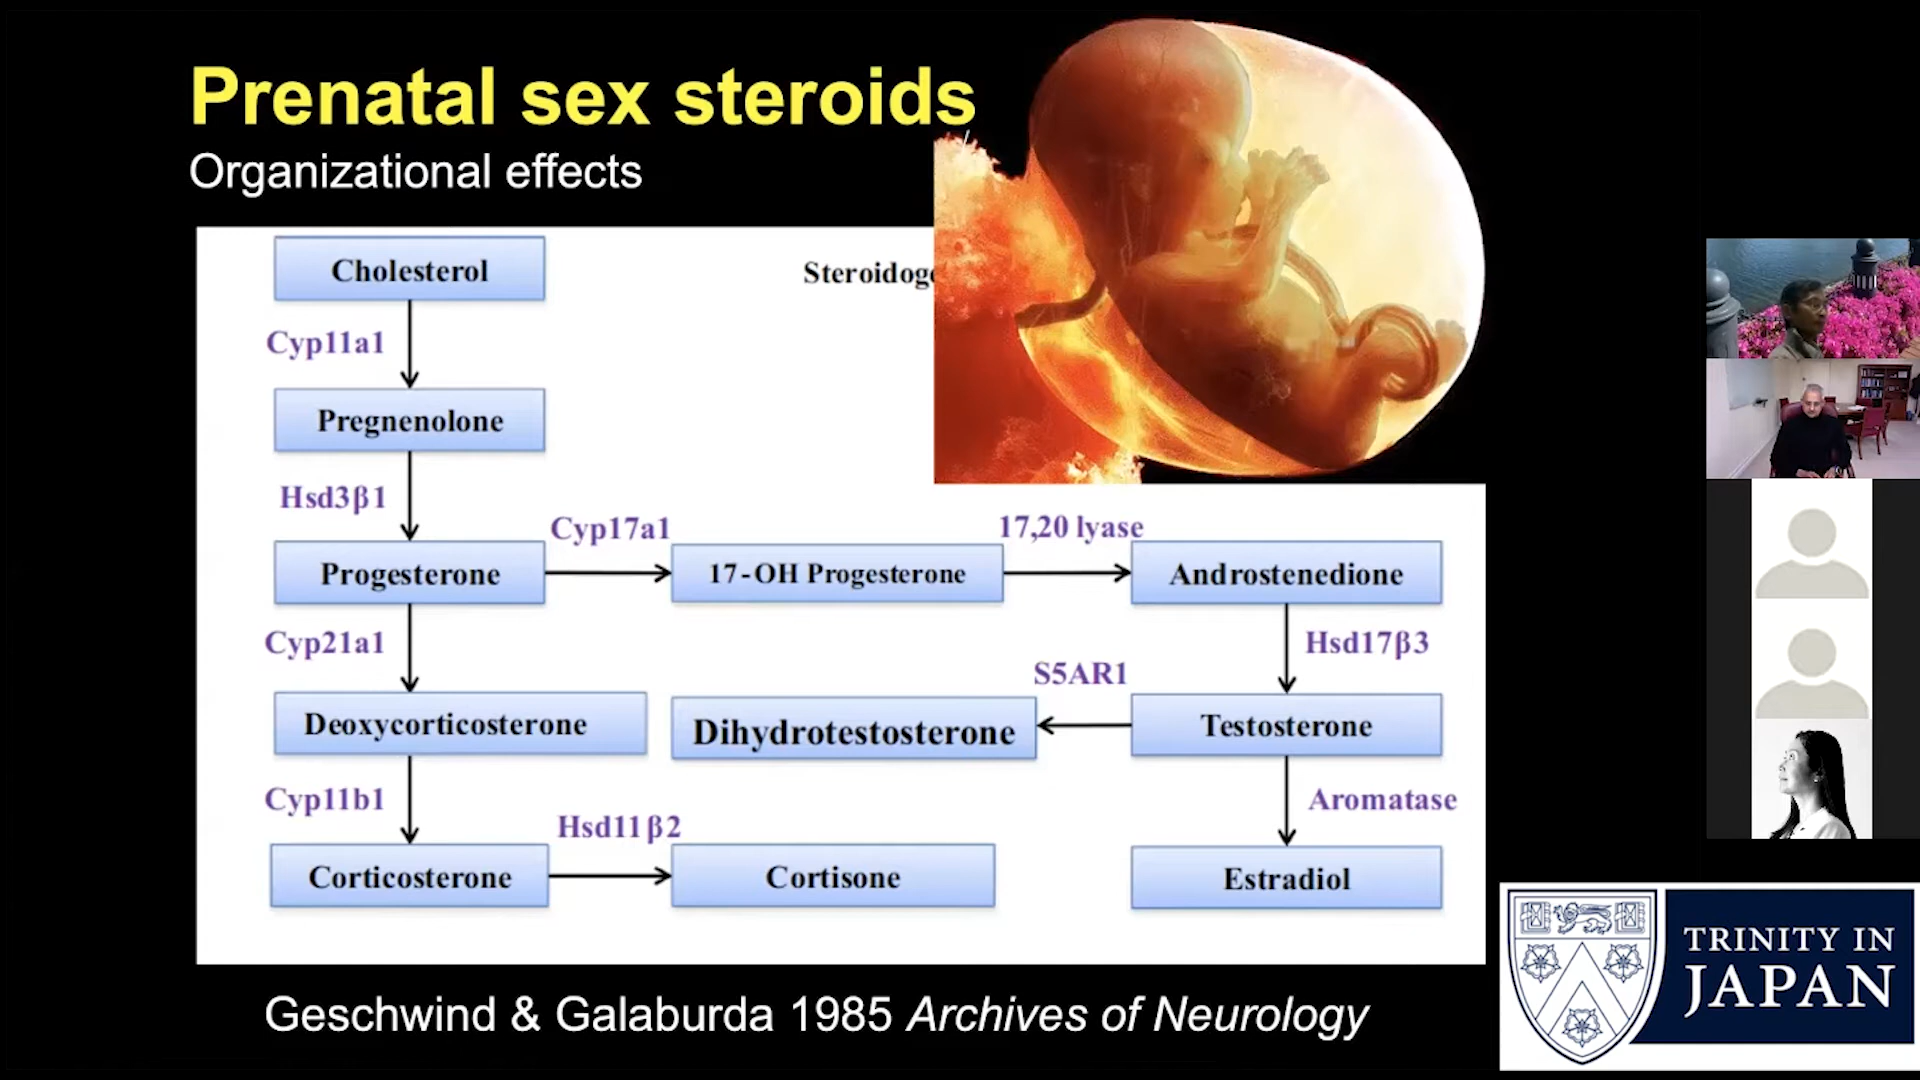 Prenatal sex steroids
Organizational effects
Cholesterol
Cyp11a1
Pregnenolone
Hsd3β1
Cyp17a1
17,20 lyase
Progesterone
17-OH Progesterone
Androstenedione
Cyp21a1
Hsd17β3
S5AR1
Deoxycorticosterone
Dihydrotestosterone
Testosterone
Cyp11b1
Aromatase
Hsd11β2
Corticosterone
Cortisone
Estradiol
Geschwind & Galaburda 1985 Archives of Neurology
TRINITY IN
JAPAN